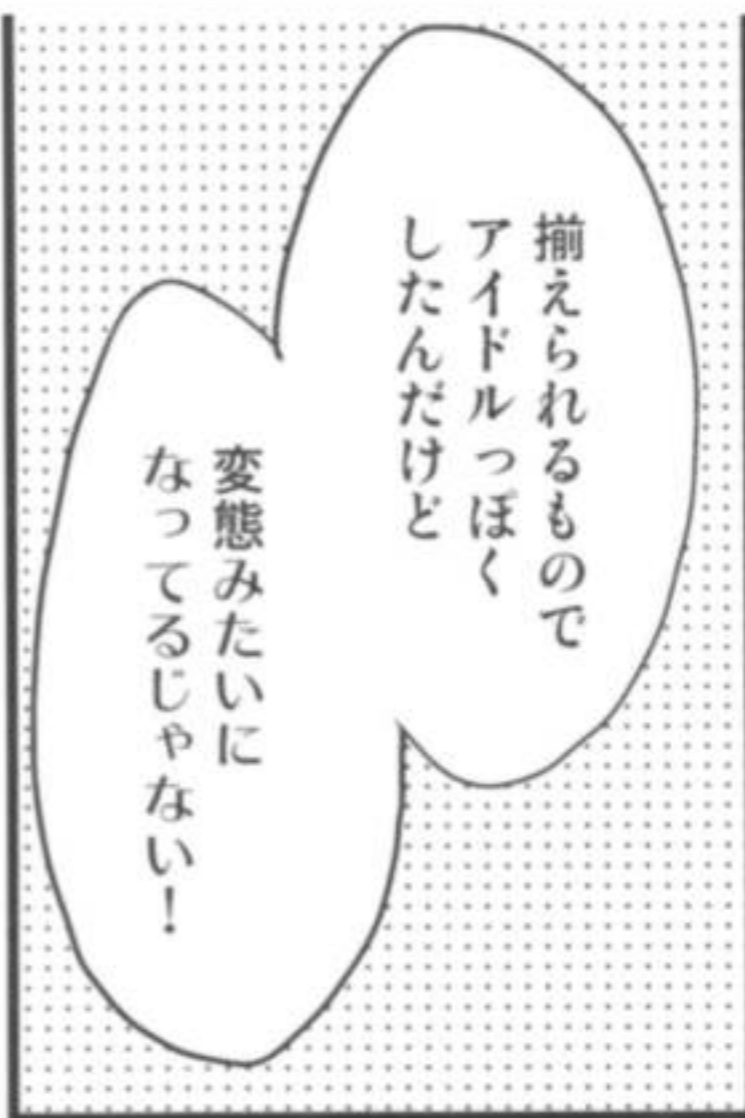 揃えられるもので
アイドルっぽく
したんだけど
変態みたいに
なってるじゃない！